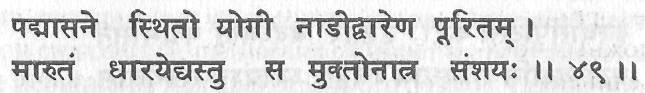 पद्मासने स्थितो योगी नाडीद्वारेण पूरितम् ।
मारुतं धारयेद्यस्तु स मुक्तोनात्र संशयः ।। ४९ ।।